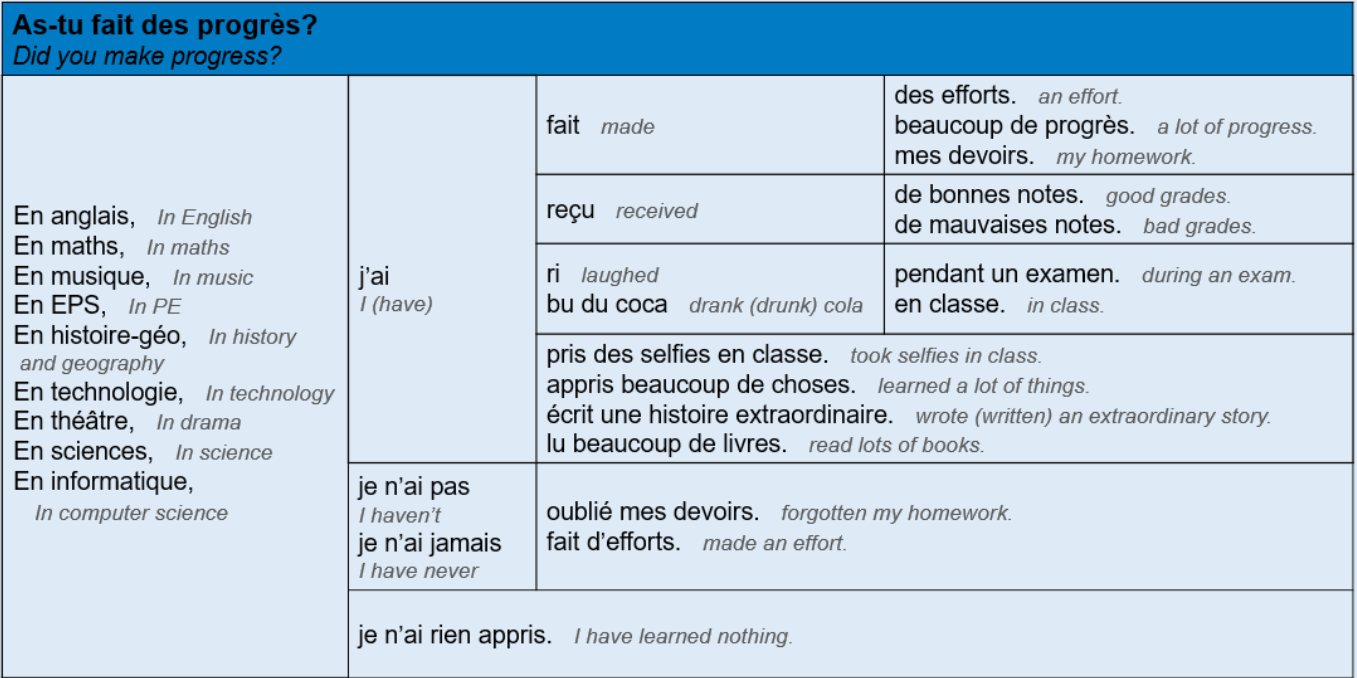 As-tu fait des progrès?
Did you make progress?
En anglais, In English
En maths, In maths
En musique, In music
En EPS, In PE
En histoire-géo, In history
and geography
En technologie, In technology
En théâtre, In drama
En sciences, In science
En informatique,
In computer science
j'ai
I (have)
fait made
des efforts. an effort.
beaucoup de progrès. a lot of progress.
mes devoirs. my homework.
reçu received
de bonnes notes. good grades.
de mauvaises notes. bad grades.
ri laughed
bu du coca drank (drunk) cola
pendant un examen. during an exam.
en classe. in class.
pris des selfies en classe. took selfies in class.
appris beaucoup de choses. learned a lot of things.
écrit une histoire extraordinaire. wrote (written) an extraordinary story.
lu beaucoup de livres. read lots of books.
je n'ai pas
I haven't
je n'ai jamais
I have never
oublié mes devoirs. forgotten my homework.
fait d'efforts. made an effort.
je n'ai rien appris. I have learned nothing.